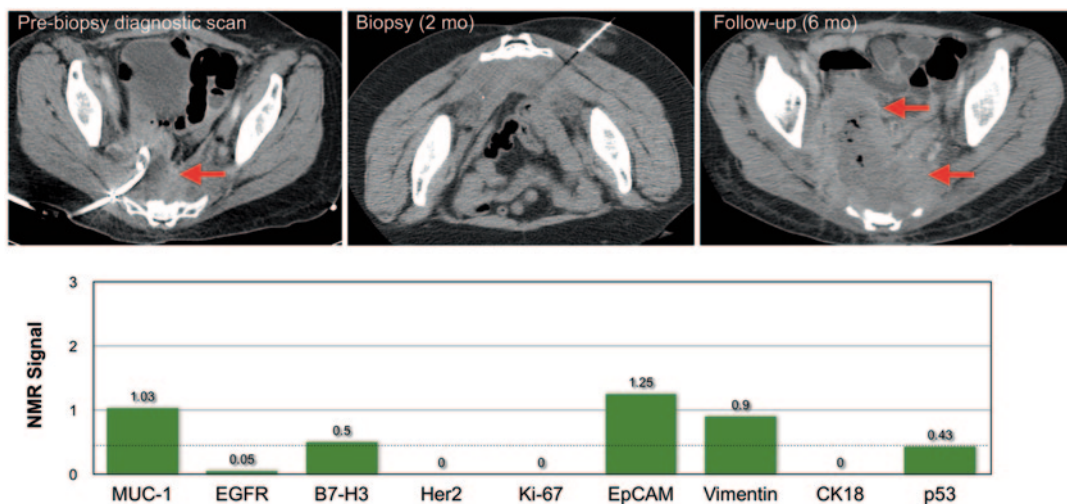 Pre-biopsy diagnostic scan
Biopsy (2 mo)
Follow-up (6 mo)
NMR Signal
3
2
1
0
1.03
0.05
0.5
0
0
1.25
0.9
0
0.43
MUC-1
EGFR
B7-H3
Her2
Ki-67
EpCAM
Vimentin
CK18
p53